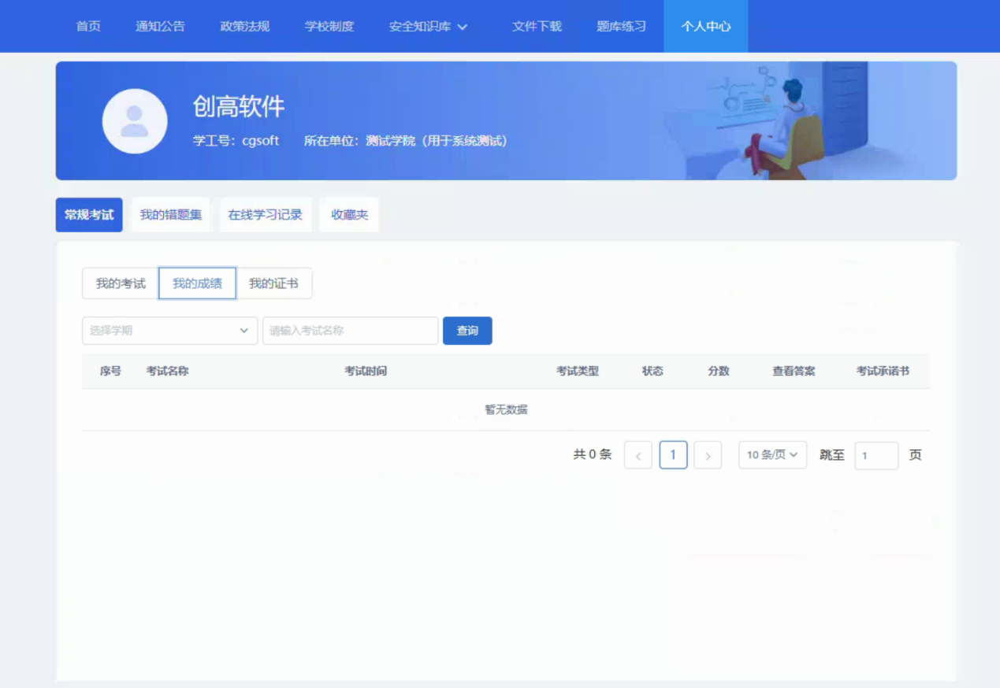 首页 通知公告 政策法规 学校制度 安全知识库 文件下载 题库练习 个人中心
创高软件
学工号：cgsoft 所在单位：测试学院（用于系统测试）
常规考试 我的错题集 在线学习记录 收藏夹
我的考试 我的成绩 我的证书
选择学期 请输入考试名称 查询
序号 考试名称 考试时间 考试类型 状态 分数 查看答案 考试承诺书
暂无数据
共 0 条 1 10 条/页 跳至 1 页